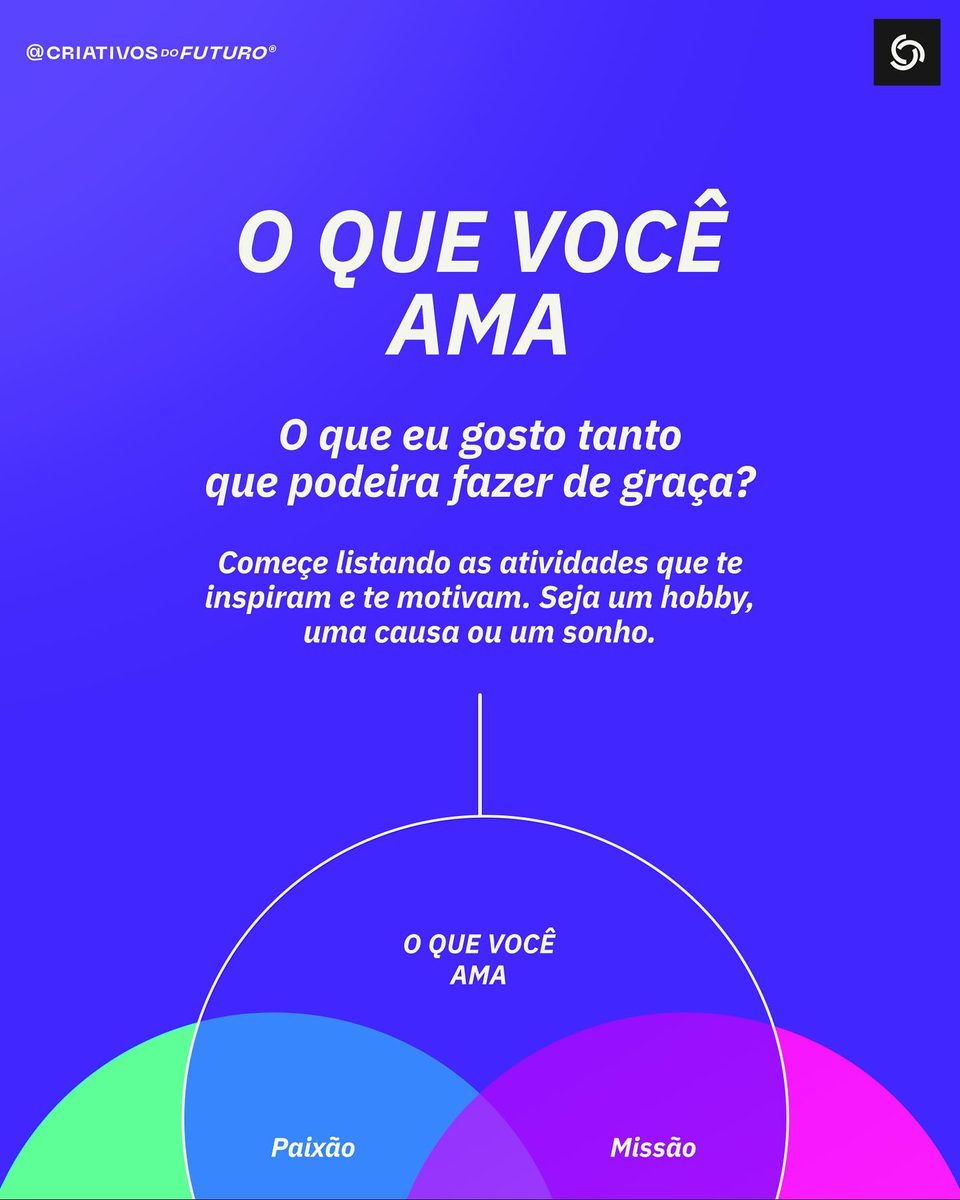 @CRIATIVOS DO FUTURO®
O QUE VOCÊ
AMA
O que eu gosto tanto
que podeira fazer de graça?
Começe listando as atividades que te
inspiram e te motivam. Seja um hobby,
uma causa ou um sonho.
O QUE VOCÊ
AMA
Paixão
Missão